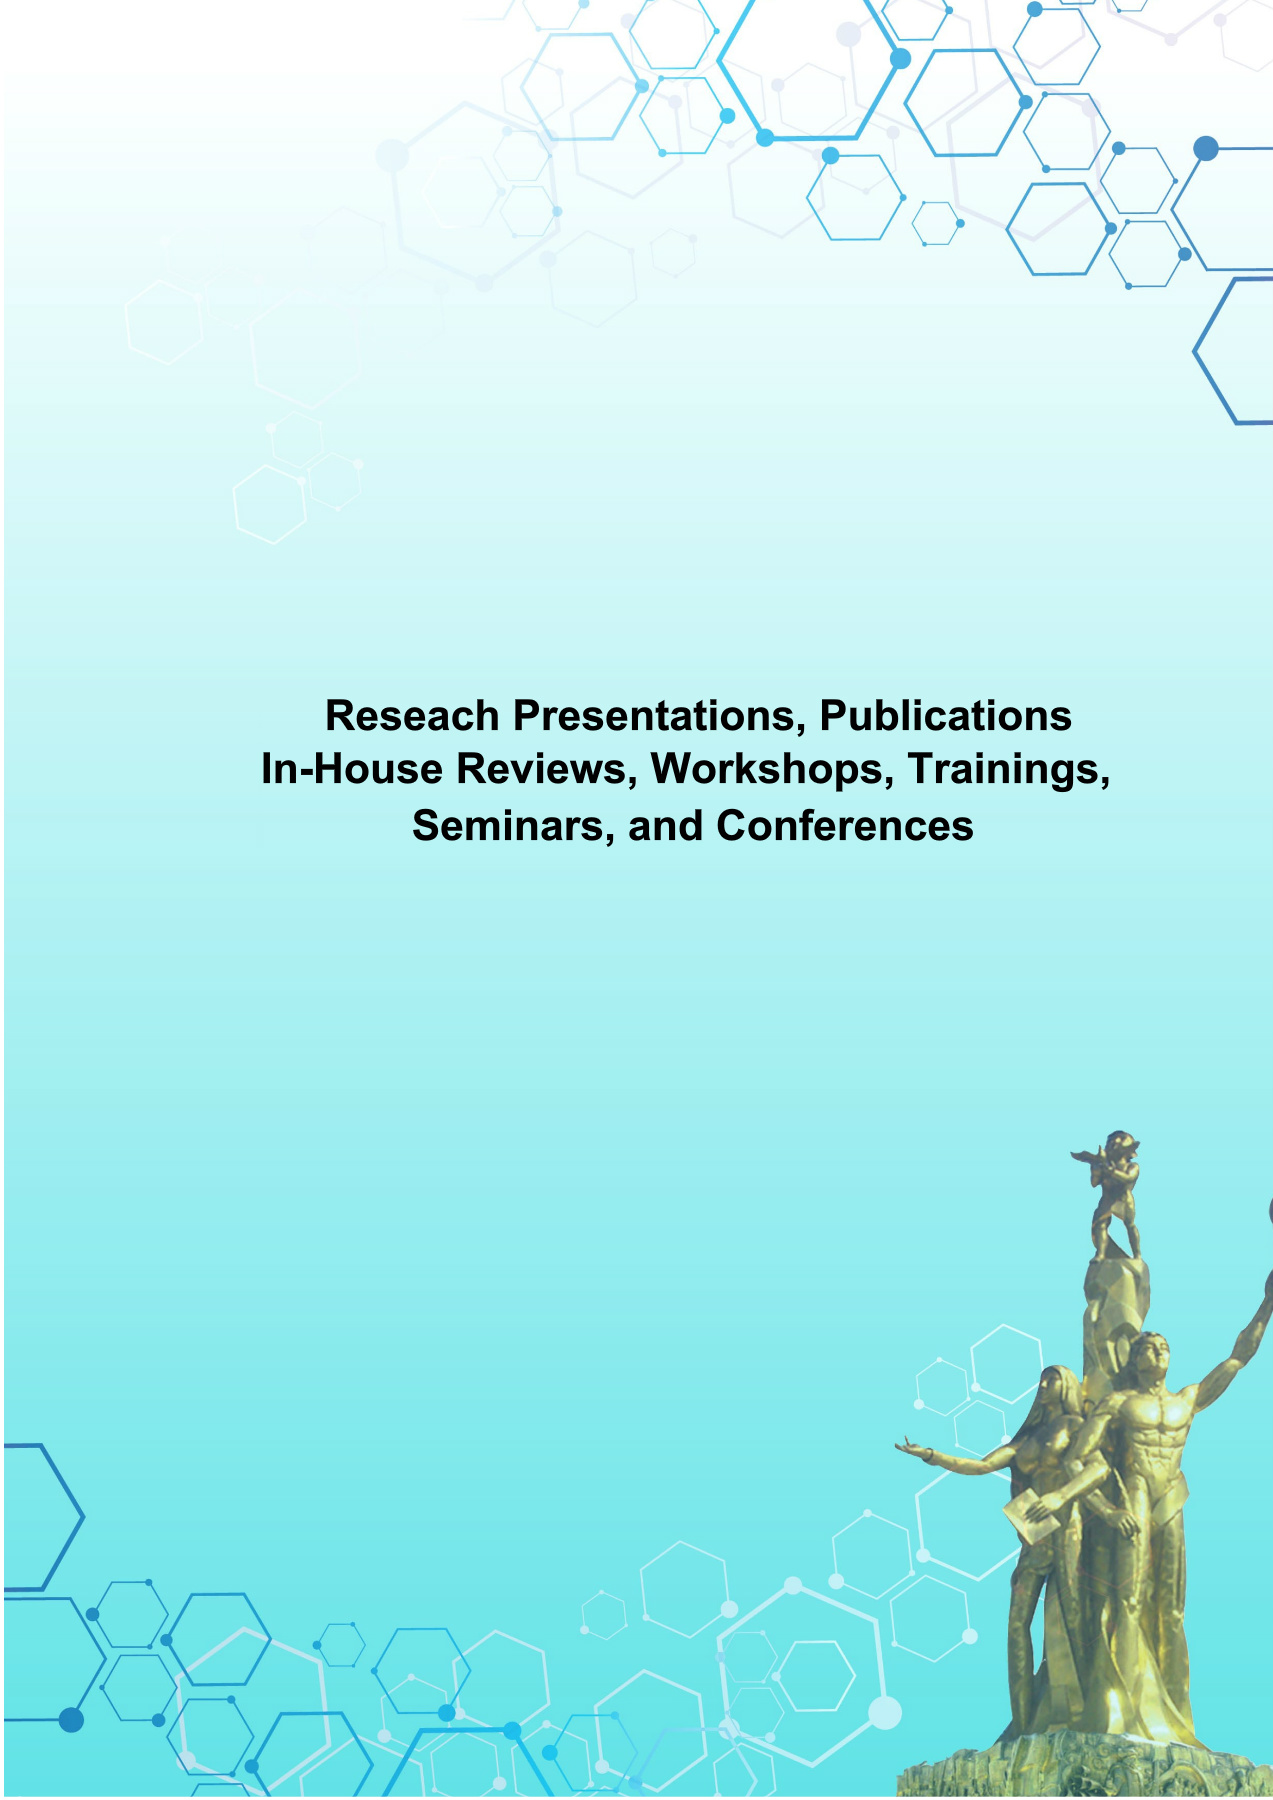 Reseach Presentations, Publications
In-House Reviews, Workshops, Trainings,
Seminars, and Conferences